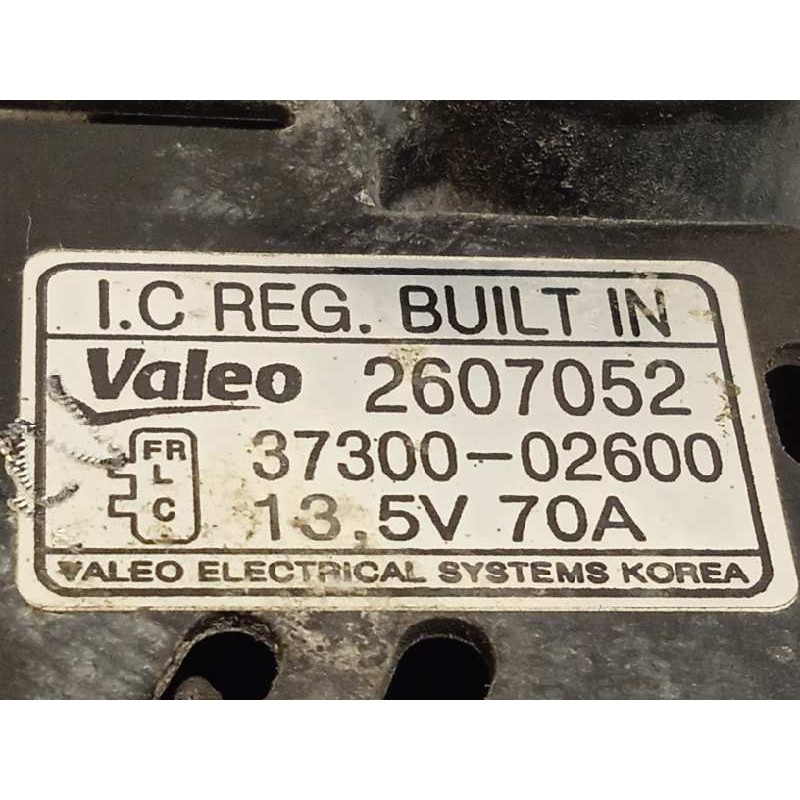 I.C REG. BUILT IN
Valeo 2607052
FR 37300-02600
L
C 13.5V 70A
VALEO ELECTRICAL SYSTEMS KOREA